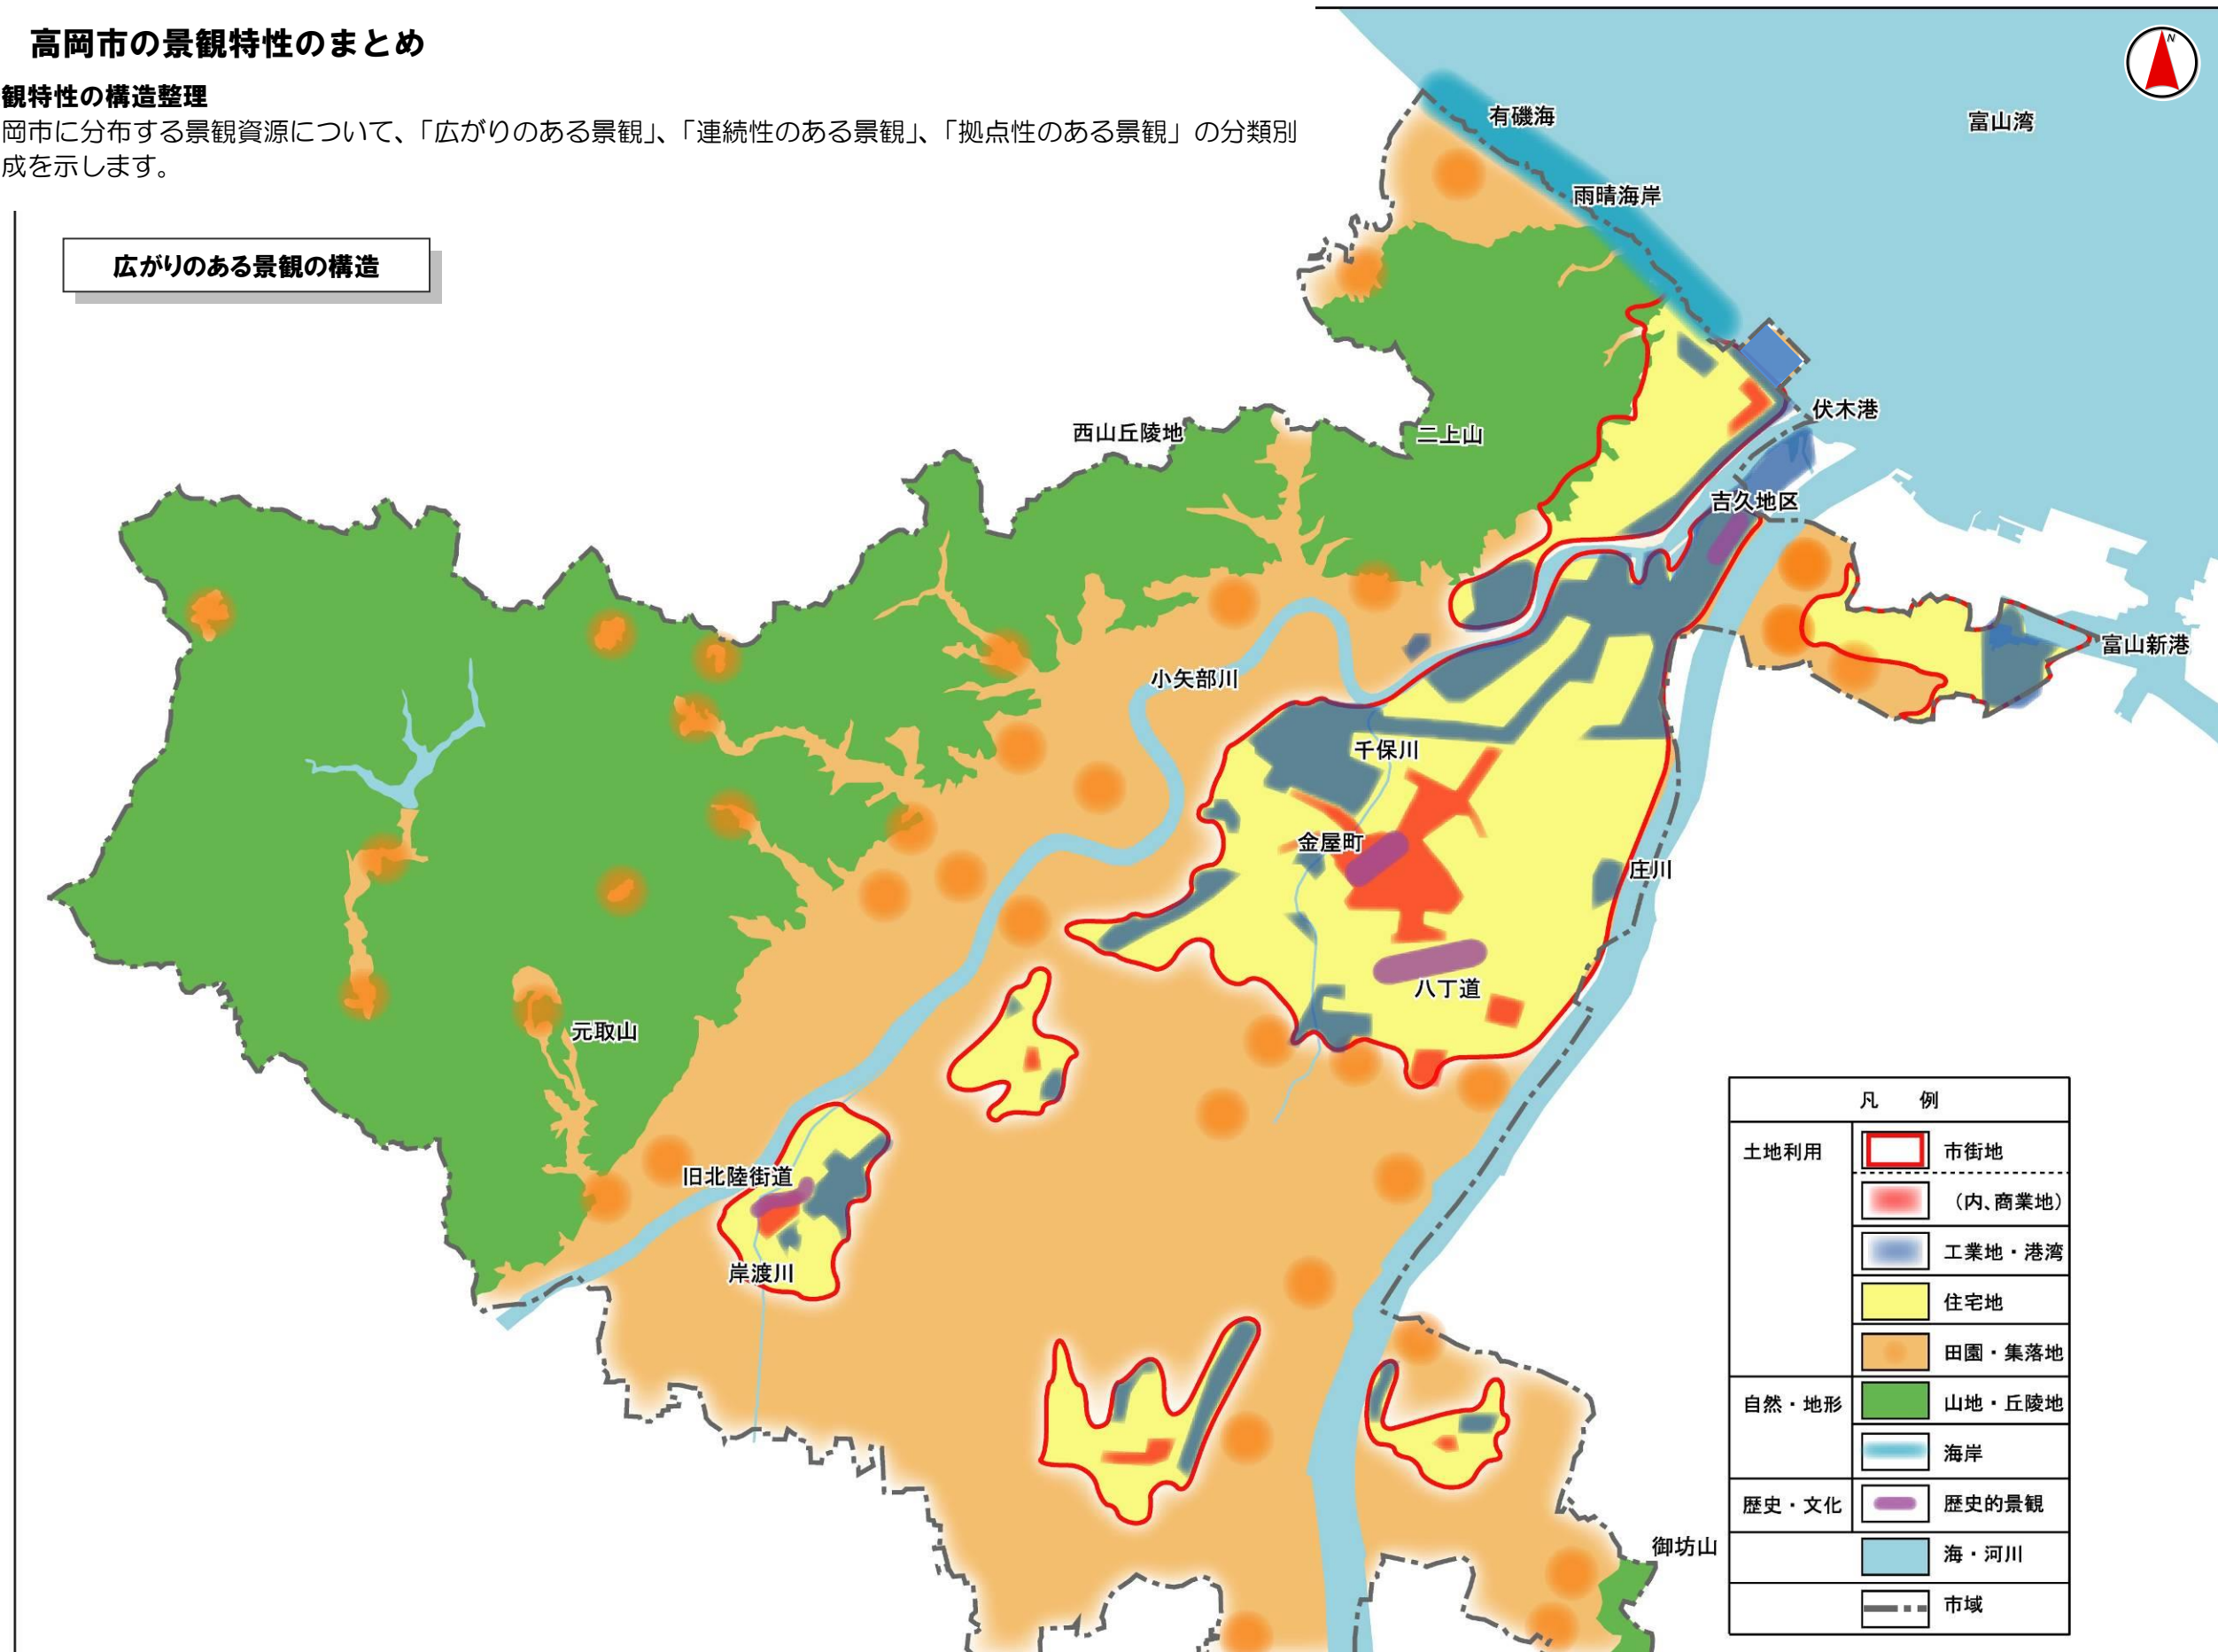 高岡市の景観特性のまとめ
観特性の構造整理
岡市に分布する景観資源について、「広がりのある景観」、「連続性のある景観」、「拠点性のある景観」の分類別
成を示します。
広がりのある景観の構造
N
有磯海
富山湾
雨晴海岸
伏木港
西山丘陵地
二上山
吉久地区
富山新港
小矢部川
千保川
金屋町
庄川
八丁道
元取山
旧北陸街道
岸渡川
御坊山
凡 例
土地利用
市街地
（内、商業地）
工業地・港湾
住宅地
田園・集落地
自然・地形
山地・丘陵地
海岸
歴史・文化
歴史的景観
海・河川
市域